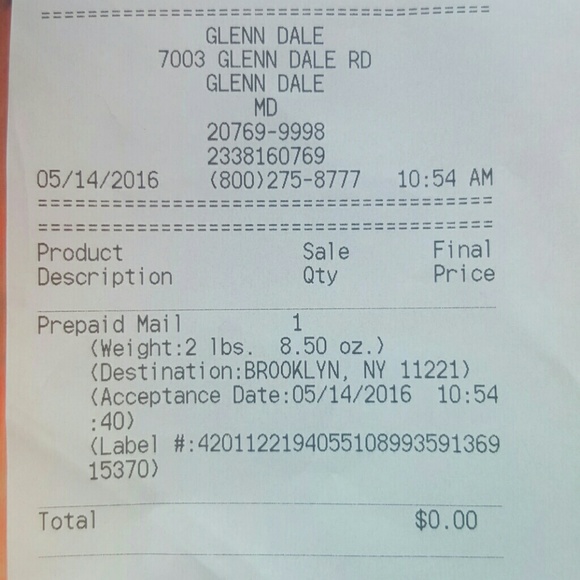 ========================================
GLENN DALE
7003 GLENN DALE RD
GLENN DALE
MD
20769-9998
2338160769
05/14/2016 (800)275-8777 10:54 AM
========================================
========================================
Product Sale Final
Description Qty Price
Prepaid Mail 1
(Weight:2 lbs. 8.50 oz.)
(Destination:BROOKLYN, NY 11221)
(Acceptance Date:05/14/2016 10:54
:40)
(Label #:420112219405510899359136​9
15370)
Total $0.00